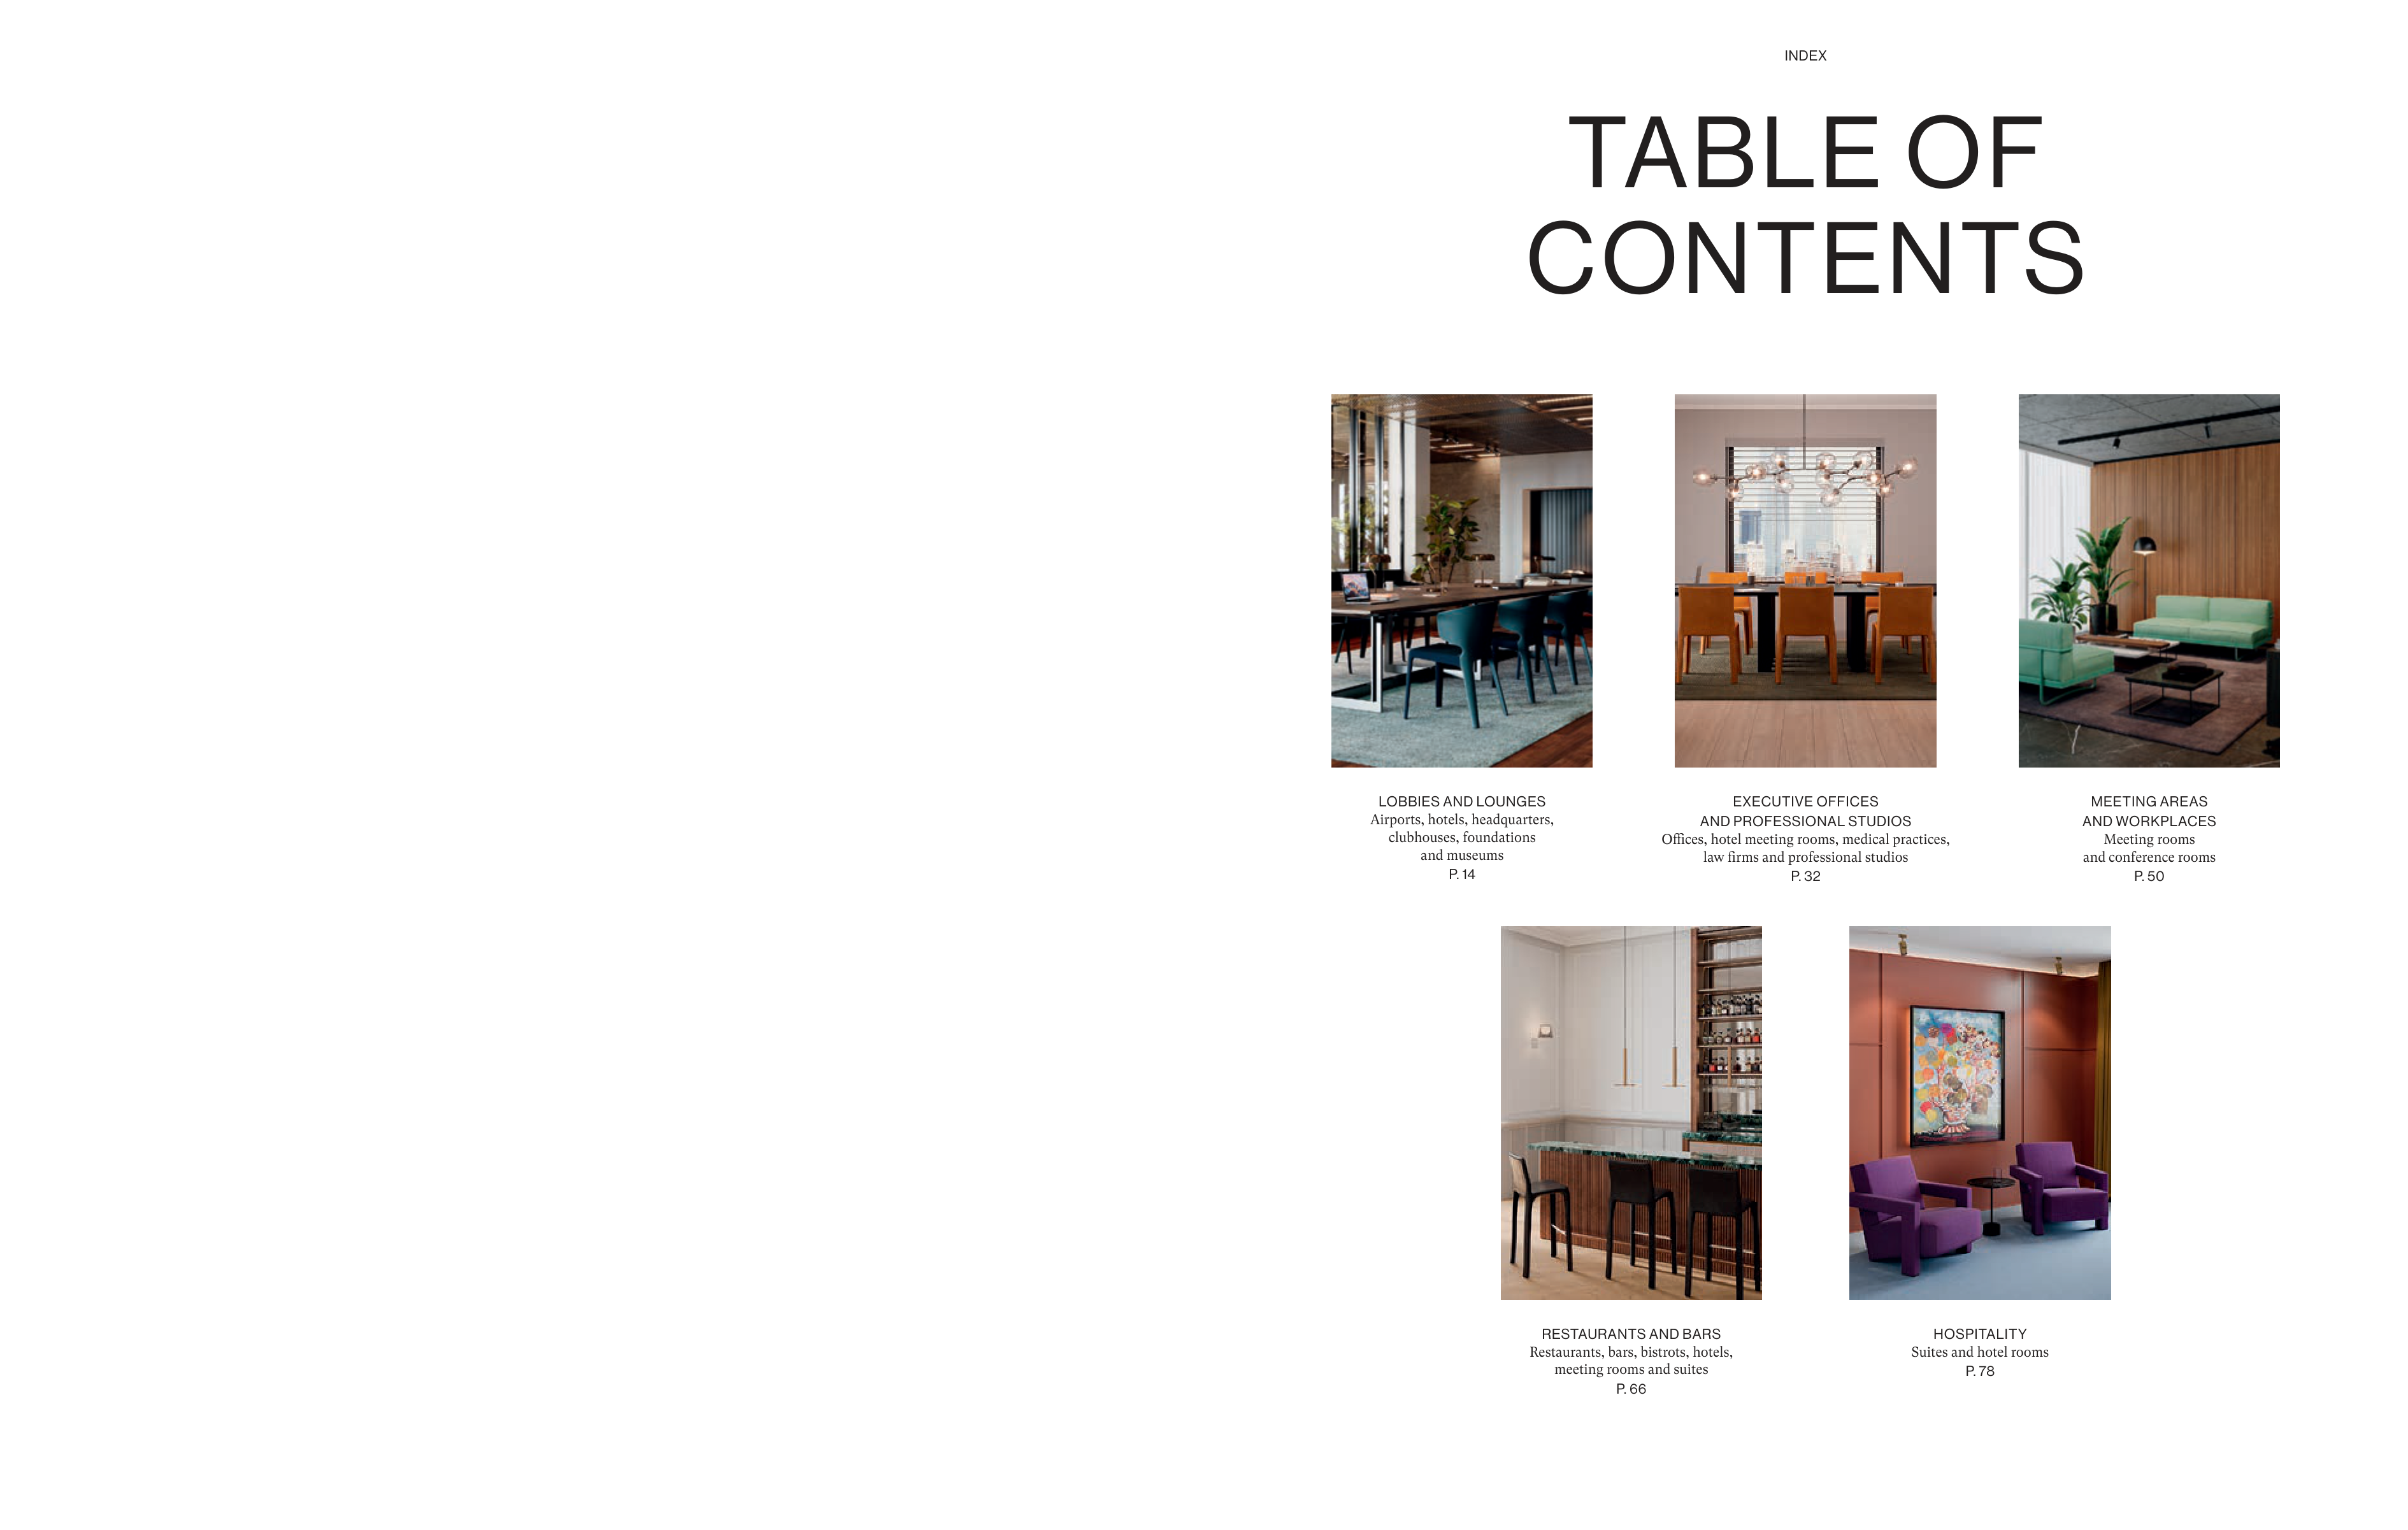 INDEX
TABLE OF
CONTENTS
LOBBIES AND LOUNGES
Airports, hotels, headquarters,
clubhouses, foundations
and museums
P. 14
EXECUTIVE OFFICES
AND PROFESSIONAL STUDIOS
Offices, hotel meeting rooms, medical practices,
law firms and professional studios
P. 32
MEETING AREAS
AND WORKPLACES
Meeting rooms
and conference rooms
P. 50
RESTAURANTS AND BARS
Restaurants, bars, bistrots, hotels,
meeting rooms and suites
P. 66
HOSPITALITY
Suites and hotel rooms
P. 78